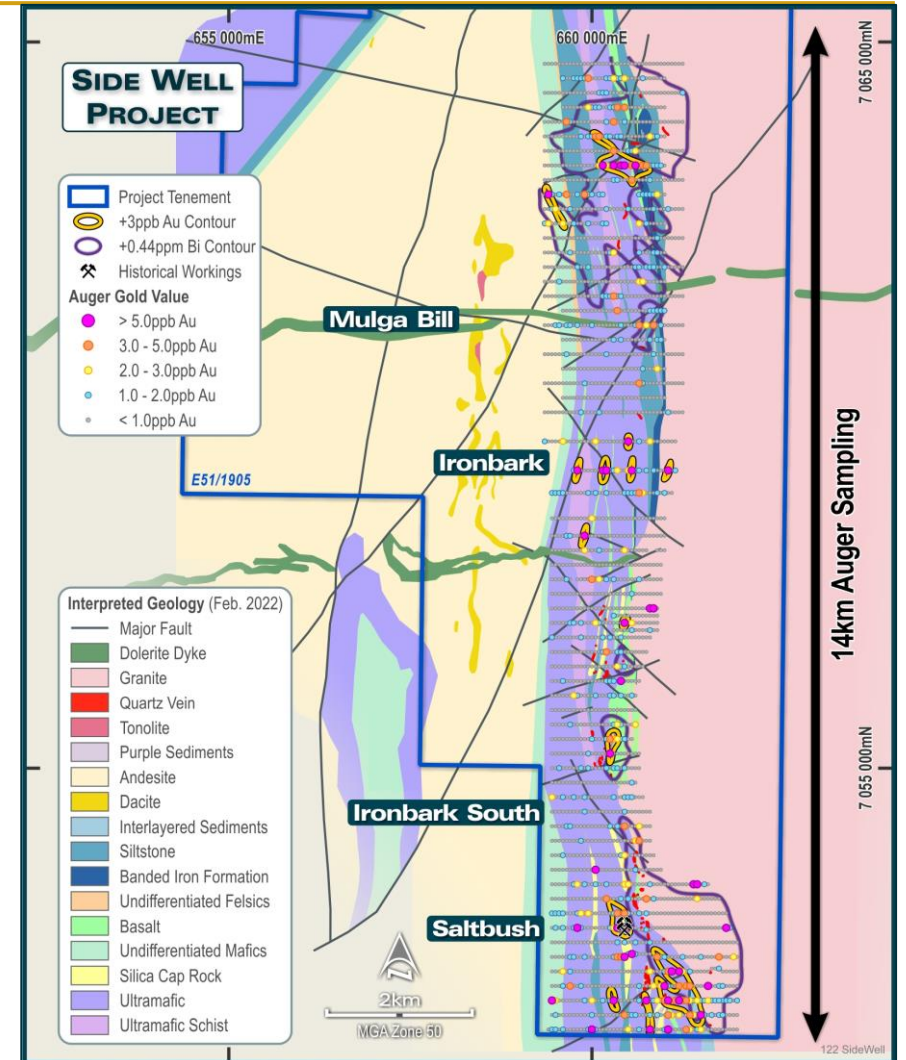 655 000mE
660 000mE
7 065 000mN
SIDE WELL
PROJECT
Project Tenement
+3ppb Au Contour
+0.44ppm Bi Contour
Historical Workings
Auger Gold Value
> 5.0ppb Au
3.0 - 5.0ppb Au
2.0 - 3.0ppb Au
1.0 - 2.0ppb Au
< 1.0ppb Au
Mulga Bill
Ironbark
E51/1905
14km Auger Sampling
Interpreted Geology (Feb. 2022)
Major Fault
Dolerite Dyke
Granite
Quartz Vein
Tonolite
Purple Sediments
Andesite
Dacite
Interlayered Sediments
Siltstone
Banded Iron Formation
Undifferentiated Felsics
Basalt
Undifferentiated Mafics
Silica Cap Rock
Ultramafic
Ultramafic Schist
7 055 000mN
Ironbark South
Saltbush
N
2km
MGA Zone 50
122 SideWell